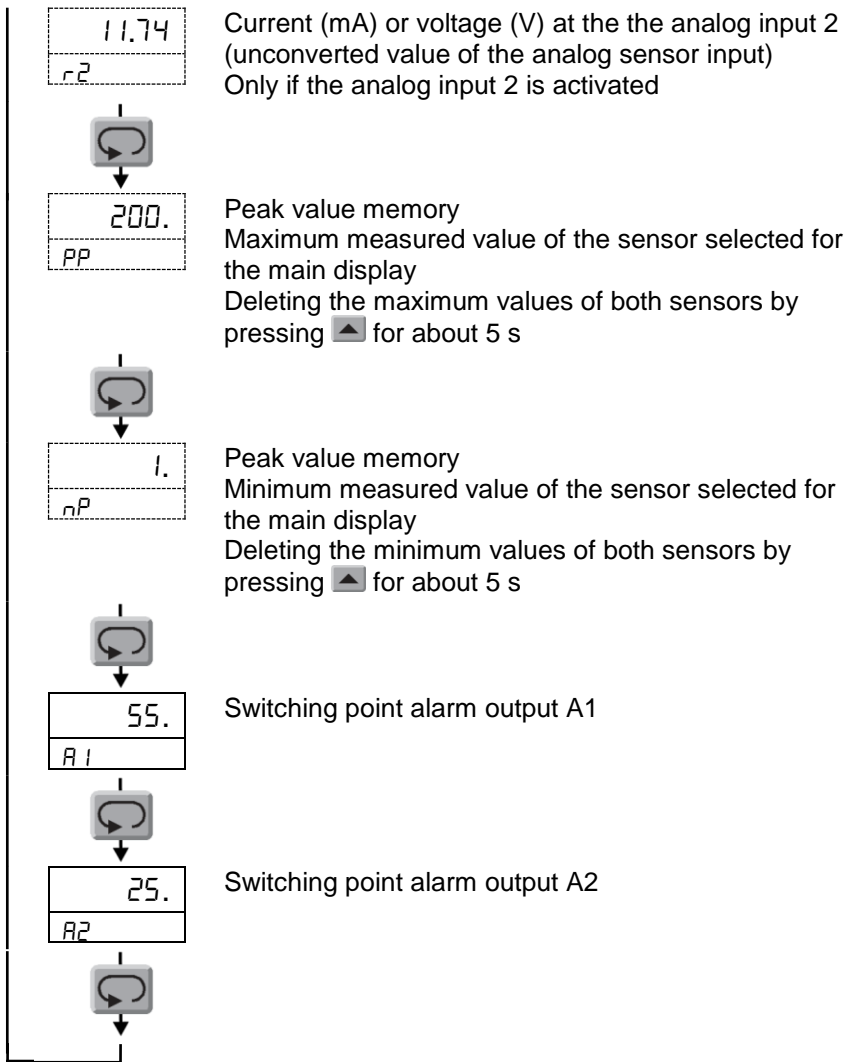 11.74
r2
Current (mA) or voltage (V) at the the analog input 2
(unconverted value of the analog sensor input)
Only if the analog input 2 is activated
200.
PP
Peak value memory
Maximum measured value of the sensor selected for
the main display
Deleting the maximum values of both sensors by
pressing ▲ for about 5 s
1.
nP
Peak value memory
Minimum measured value of the sensor selected for
the main display
Deleting the minimum values of both sensors by
pressing ▲ for about 5 s
55.
A1
Switching point alarm output A1
25.
A2
Switching point alarm output A2